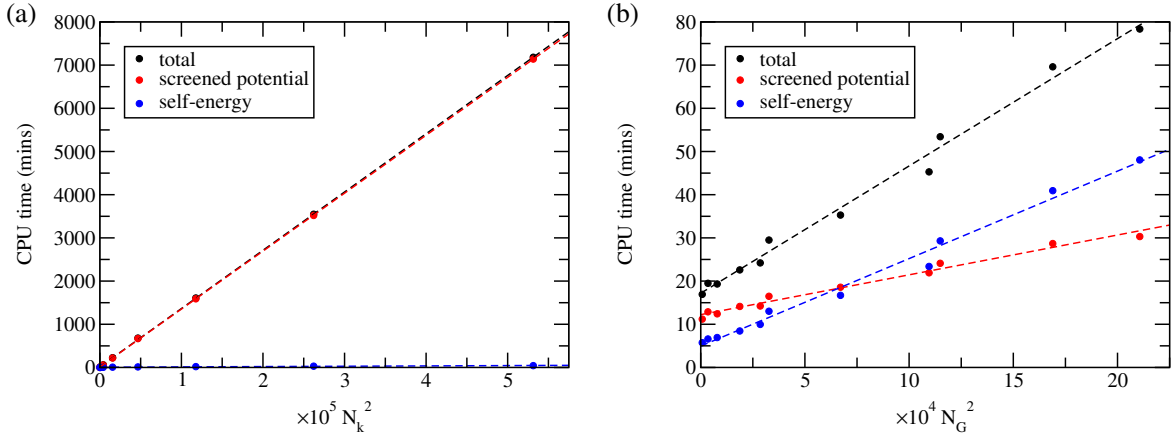 (a)
8000
7000
6000
5000
4000
3000
2000
1000
0
CPU time (mins)
total
screened potential
self-energy
0 1 2 3 4 5
×10⁵ Nₖ²
(b)
80
70
60
50
40
30
20
10
0
CPU time (mins)
total
screened potential
self-energy
0 5 10 15 20
×10⁴ N_G²